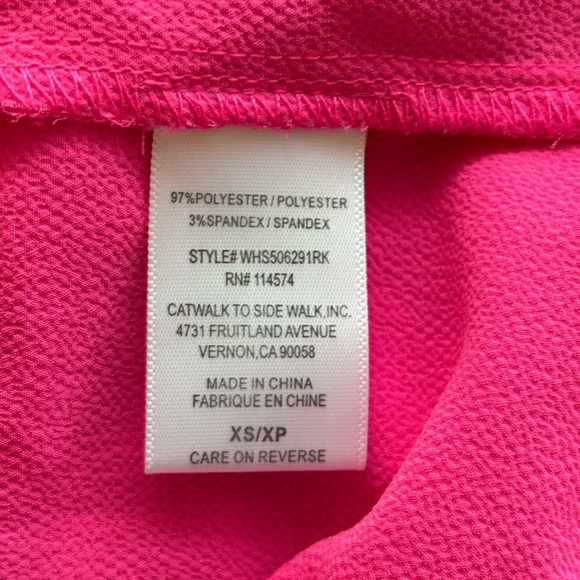 97%POLYESTER / POLYESTER
3%SPANDEX / SPANDEX
STYLE# WHS506291RK
RN# 114574
CATWALK TO SIDE WALK,INC.
4731 FRUITLAND AVENUE
VERNON,CA 90058
MADE IN CHINA
FABRIQUE EN CHINE
XS/XP
CARE ON REVERSE